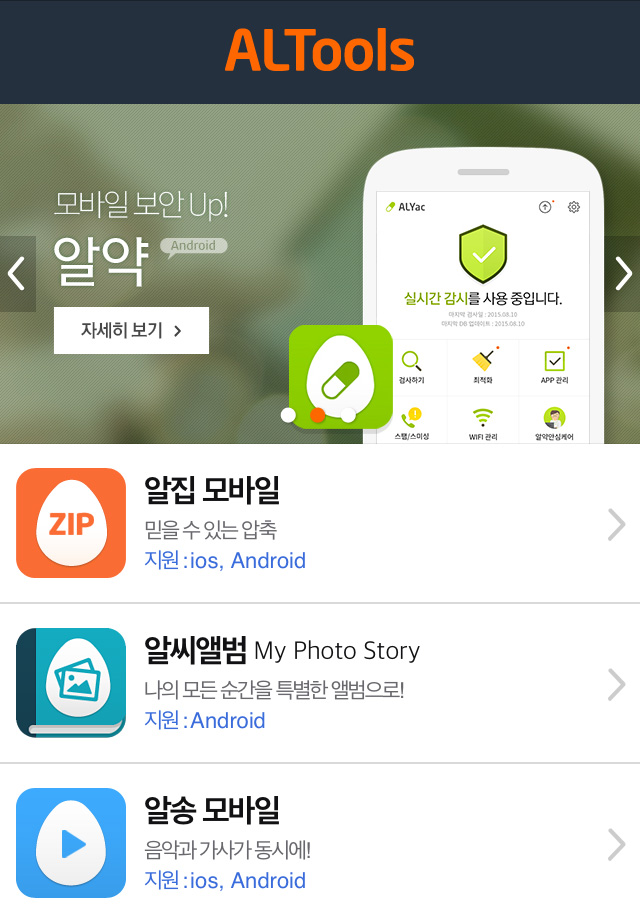 ALTools
모바일 보안 Up!
알약 Android
자세히 보기
ALYac
실시간 감시를 사용 중입니다.
마지막 검사일 : 2015.08.10
마지막 DB 업데이트 : 2015.08.10
검사하기 최적화 APP 관리
스팸/스미싱 WIFI 관리 알약안심케어
ZIP
알집 모바일
믿을 수 있는 압축
지원 : ios, Android
알씨앨범 My Photo Story
나의 모든 순간을 특별한 앨범으로!
지원 : Android
알송 모바일
음악과 가사가 동시에!
지원 : ios, Android